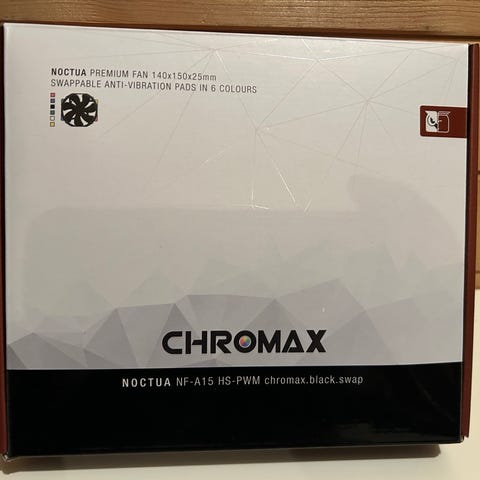 NOCTUA PREMIUM FAN 140x150x25mm
SWAPPABLE ANTI-VIBRATION PADS IN 6 COLOURS
CHROMAX
NOCTUA NF-A15 HS-PWM chromax.black.swap